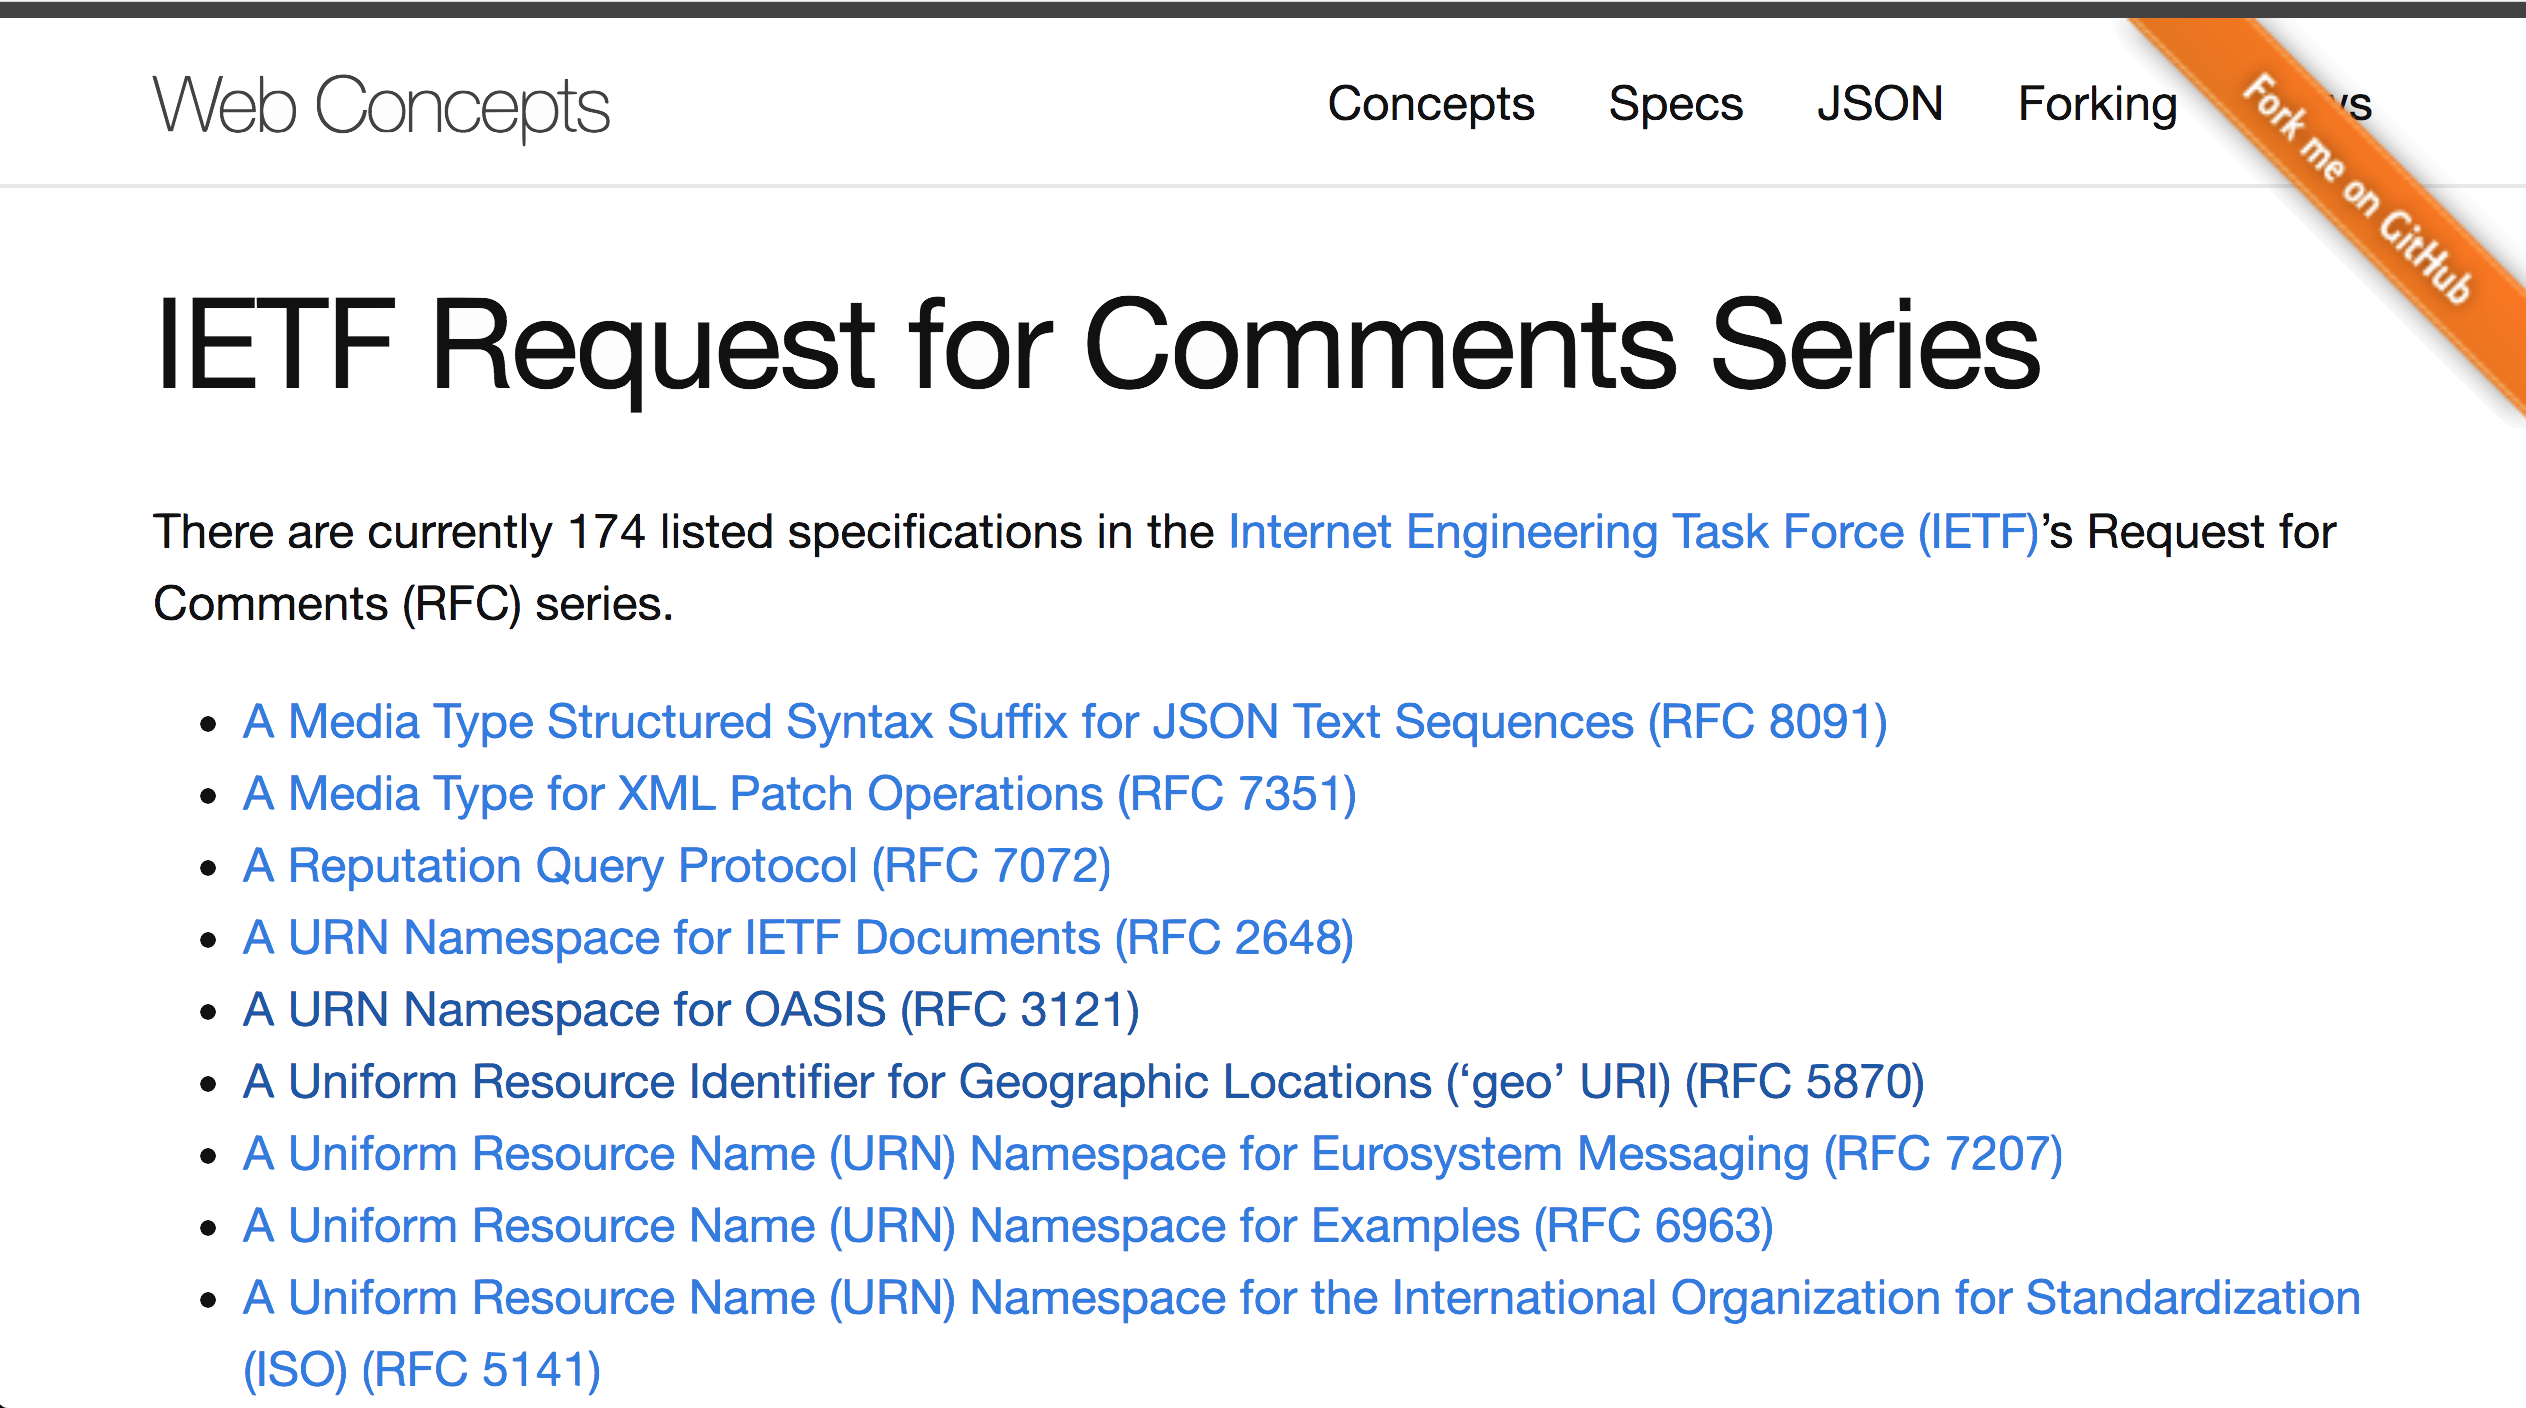 Web Concepts
Concepts Specs JSON Forking
Fork me on GitHub
IETF Request for Comments Series
There are currently 174 listed specifications in the Internet Engineering Task Force (IETF)’s Request for
Comments (RFC) series.
• A Media Type Structured Syntax Suffix for JSON Text Sequences (RFC 8091)
• A Media Type for XML Patch Operations (RFC 7351)
• A Reputation Query Protocol (RFC 7072)
• A URN Namespace for IETF Documents (RFC 2648)
• A URN Namespace for OASIS (RFC 3121)
• A Uniform Resource Identifier for Geographic Locations (‘geo’ URI) (RFC 5870)
• A Uniform Resource Name (URN) Namespace for Eurosystem Messaging (RFC 7207)
• A Uniform Resource Name (URN) Namespace for Examples (RFC 6963)
• A Uniform Resource Name (URN) Namespace for the International Organization for Standardization
(ISO) (RFC 5141)